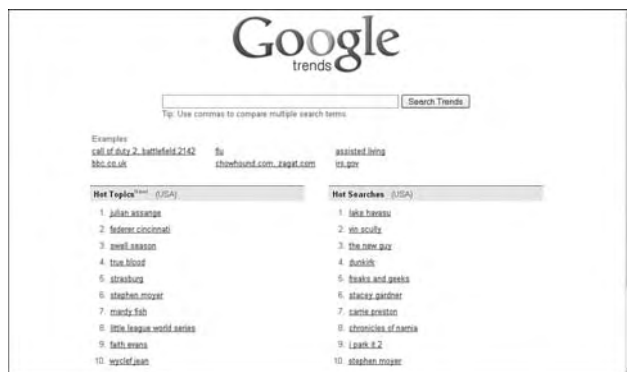 Google
trends
Search Trends
Tip: Use commas to compare multiple search terms.
Examples
call of duty 2, battlefield 2142 flu assisted living
bbc.co.uk chowhound.com, zagat.com irs.gov
Hot Topics New! (USA)
1. julian assange
2. federer cincinnati
3. swell season
4. true blood
5. strasburg
6. stephen moyer
7. mardy fish
8. little league world series
9. faith evans
10. wyclef jean
Hot Searches (USA)
1. lake havasu
2. vin scully
3. the new guy
4. dunkirk
5. freaks and geeks
6. stacey gardner
7. carrie preston
8. chronicles of narnia
9. i park it 2
10. stephen moyer